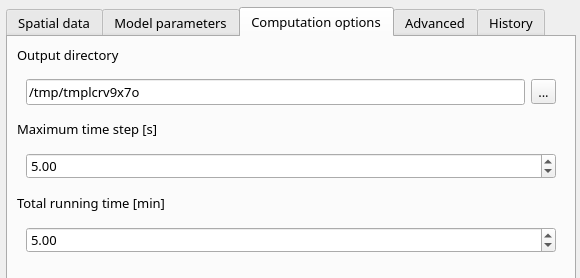 Spatial data Model parameters Computation options Advanced History
Output directory
/tmp/tmplcrv9x7o ...
Maximum time step [s]
5.00
Total running time [min]
5.00